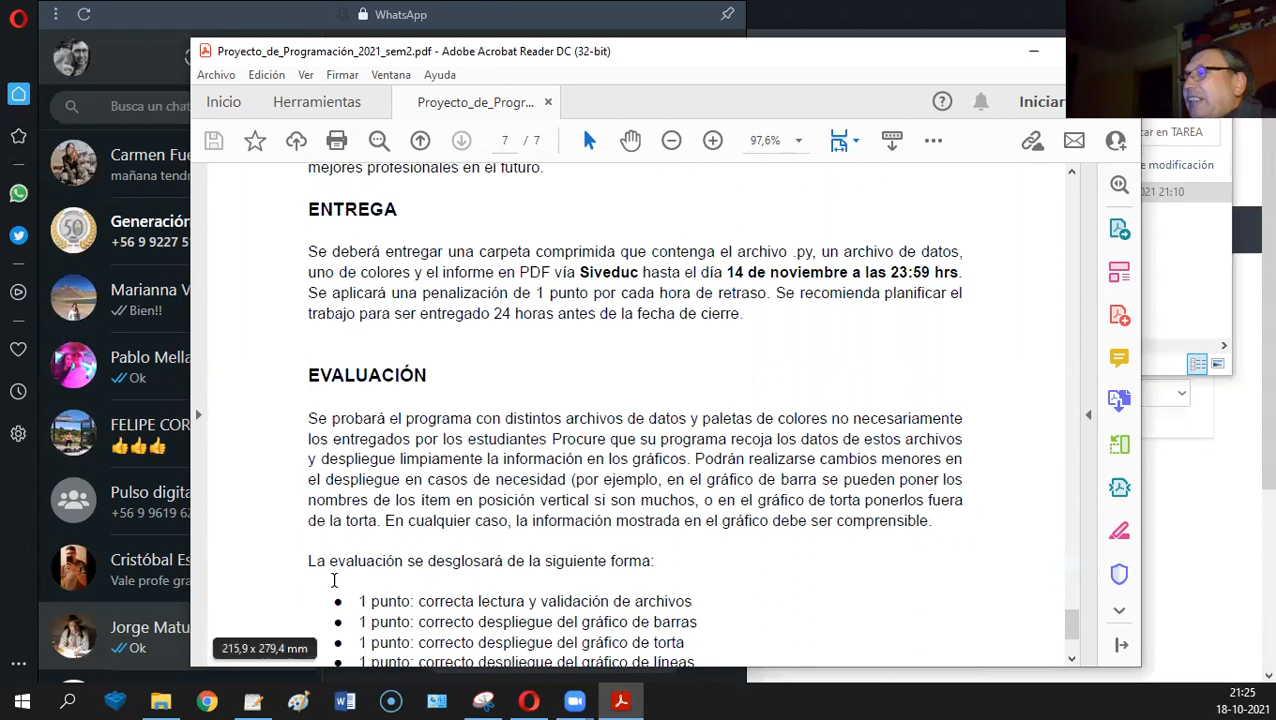 WhatsApp
Busca un chat
Carmen Fue
mañana tendr
Generación
+56 9 9227 5
Marianna V
Bien!!
Pablo Mella
Ok
FELIPE COR
Pulso digita
+56 9 9619 6
Cristóbal Es
Vale profe gra
Jorge Matu
Ok
Proyecto_de_Programación_2021_sem2.pdf - Adobe Acrobat Reader DC (32-bit)
Archivo Edición Ver Firmar Ventana Ayuda
Inicio Herramientas Proyecto_de_Progr... Iniciar
7 / 7 97,6%
mejores profesionales en el futuro.
ENTREGA
Se deberá entregar una carpeta comprimida que contenga el archivo .py, un archivo de datos,
uno de colores y el informe en PDF vía Siveduc hasta el día 14 de noviembre a las 23:59 hrs.
Se aplicará una penalización de 1 punto por cada hora de retraso. Se recomienda planificar el
trabajo para ser entregado 24 horas antes de la fecha de cierre.
EVALUACIÓN
Se probará el programa con distintos archivos de datos y paletas de colores no necesariamente
los entregados por los estudiantes Procure que su programa recoja los datos de estos archivos
y despliegue limpiamente la información en los gráficos. Podrán realizarse cambios menores en
el despliegue en casos de necesidad (por ejemplo, en el gráfico de barra se pueden poner los
nombres de los ítem en posición vertical si son muchos, o en el gráfico de torta ponerlos fuera
de la torta. En cualquier caso, la información mostrada en el gráfico debe ser comprensible.
La evaluación se desglosará de la siguiente forma:
● 1 punto: correcta lectura y validación de archivos
● 1 punto: correcto despliegue del gráfico de barras
● 1 punto: correcto despliegue del gráfico de torta
● 1 punto: correcto despliegue del gráfico de líneas
215,9 x 279,4 mm
car en TAREA
e modificación
021 21:10
21:25
18-10-2021